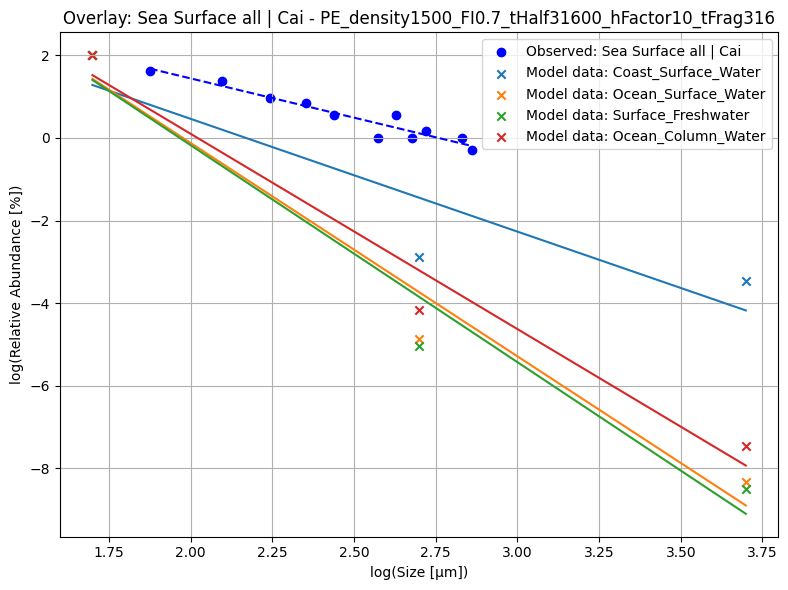 Overlay: Sea Surface all | Cai - PE_density1500_FI0.7_tHalf31600_hFactor10_tFrag316
Observed: Sea Surface all | Cai
Model data: Coast_Surface_Water
Model data: Ocean_Surface_Water
Model data: Surface_Freshwater
Model data: Ocean_Column_Water
log(Relative Abundance [%])
2
0
−2
−4
−6
−8
1.75
2.00
2.25
2.50
2.75
3.00
3.25
3.50
3.75
log(Size [μm])